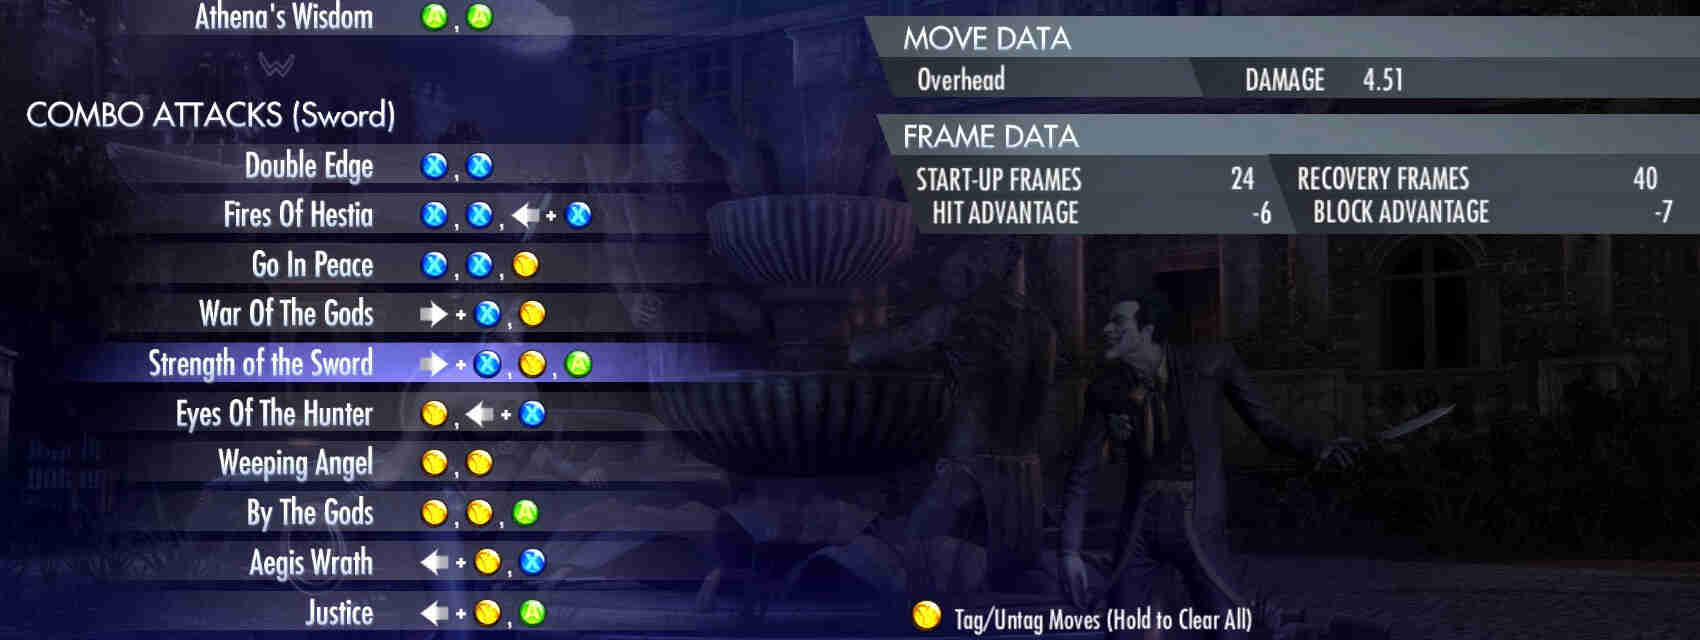 Athena's Wisdom A, A
COMBO ATTACKS (Sword)
Double Edge X, X
Fires Of Hestia X, X, + X
Go In Peace X, X, Y
War Of The Gods + X, Y
Strength of the Sword + X, Y, A
Eyes Of The Hunter Y, + X
Weeping Angel Y, Y
By The Gods Y, Y, A
Aegis Wrath + Y, X
Justice + Y, A
MOVE DATA
Overhead DAMAGE 4.51
FRAME DATA
START-UP FRAMES 24 RECOVERY FRAMES 40
HIT ADVANTAGE -6 BLOCK ADVANTAGE -7
Y Tag/Untag Moves (Hold to Clear All)